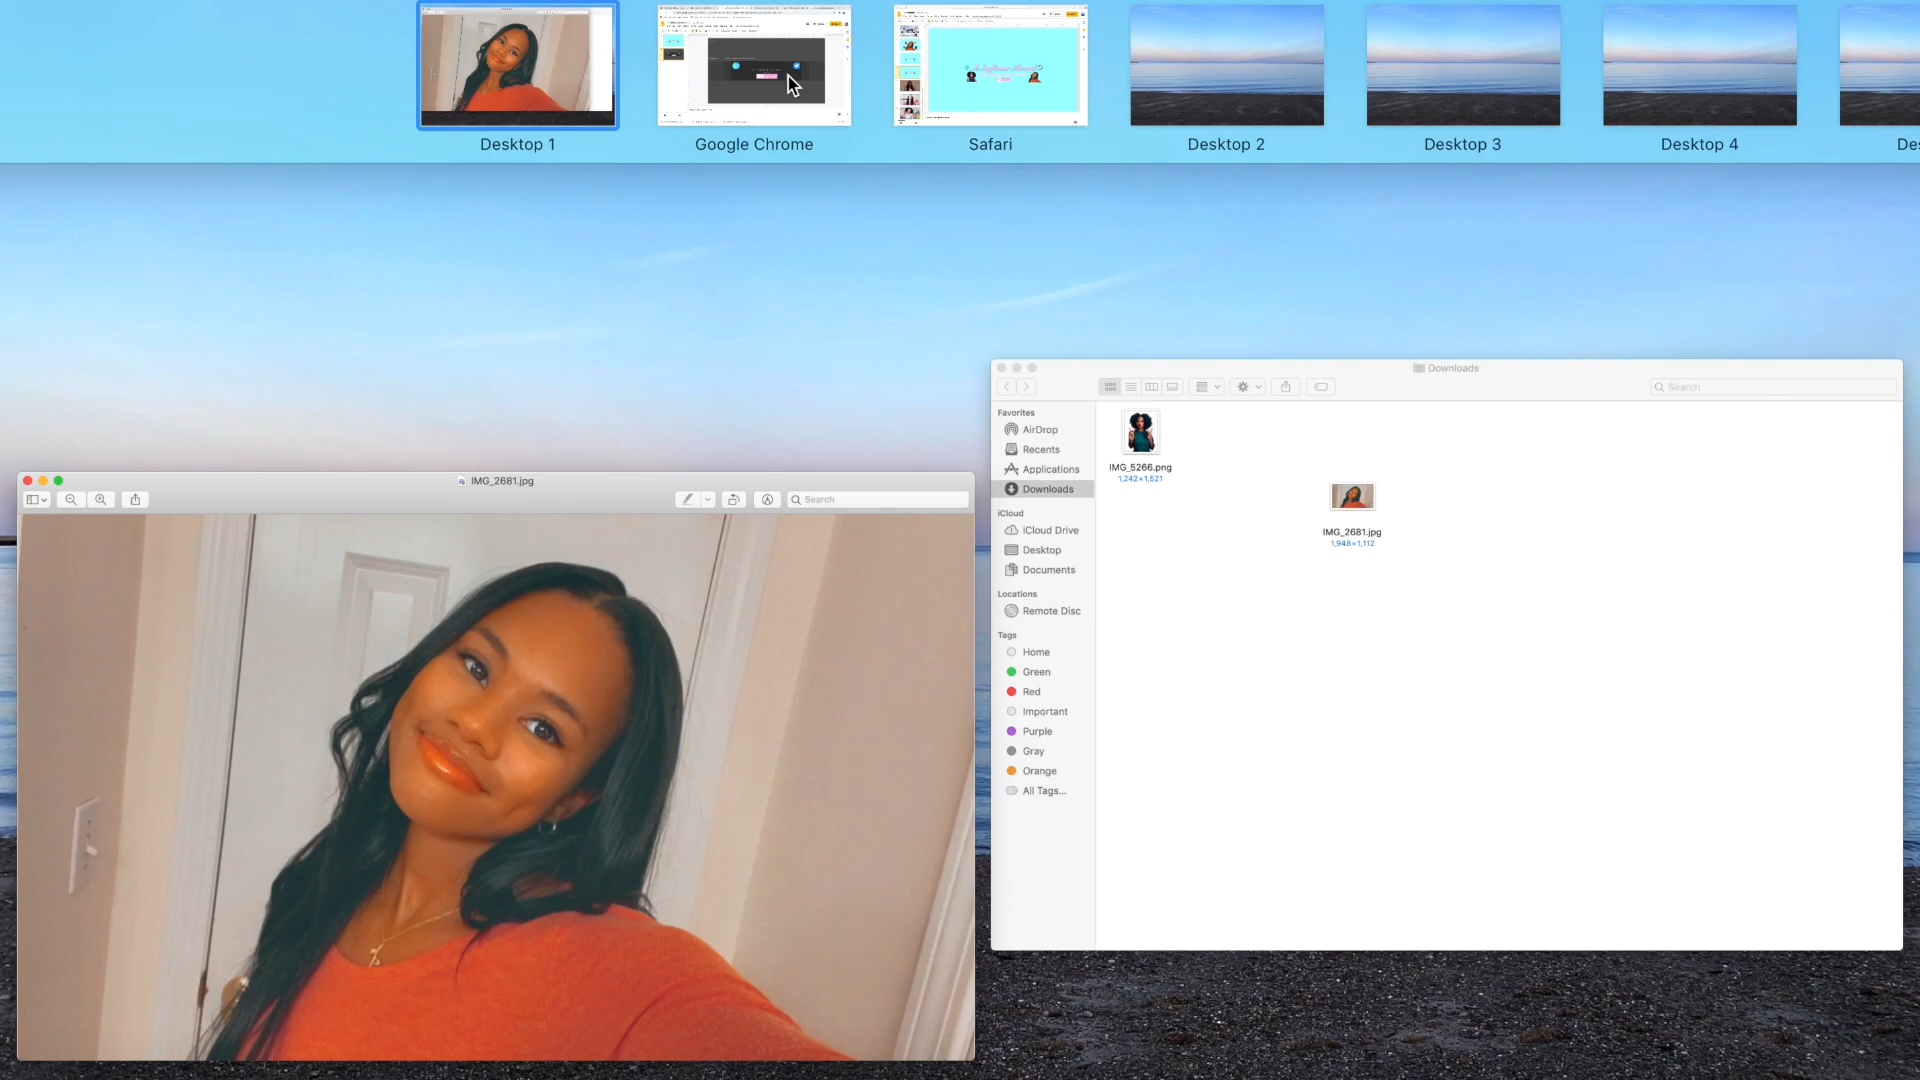 Desktop 1
Google Chrome
Safari
Desktop 2
Desktop 3
Desktop 4
Downloads
Search
Favorites
AirDrop
Recents
Applications
Downloads
iCloud
iCloud Drive
Desktop
Documents
Locations
Remote Disc
Tags
Home
Green
Red
Important
Purple
Gray
Orange
All Tags...
IMG_5266.png
1,242×1,521
IMG_2681.jpg
1,948×1,112
IMG_2681.jpg
Search